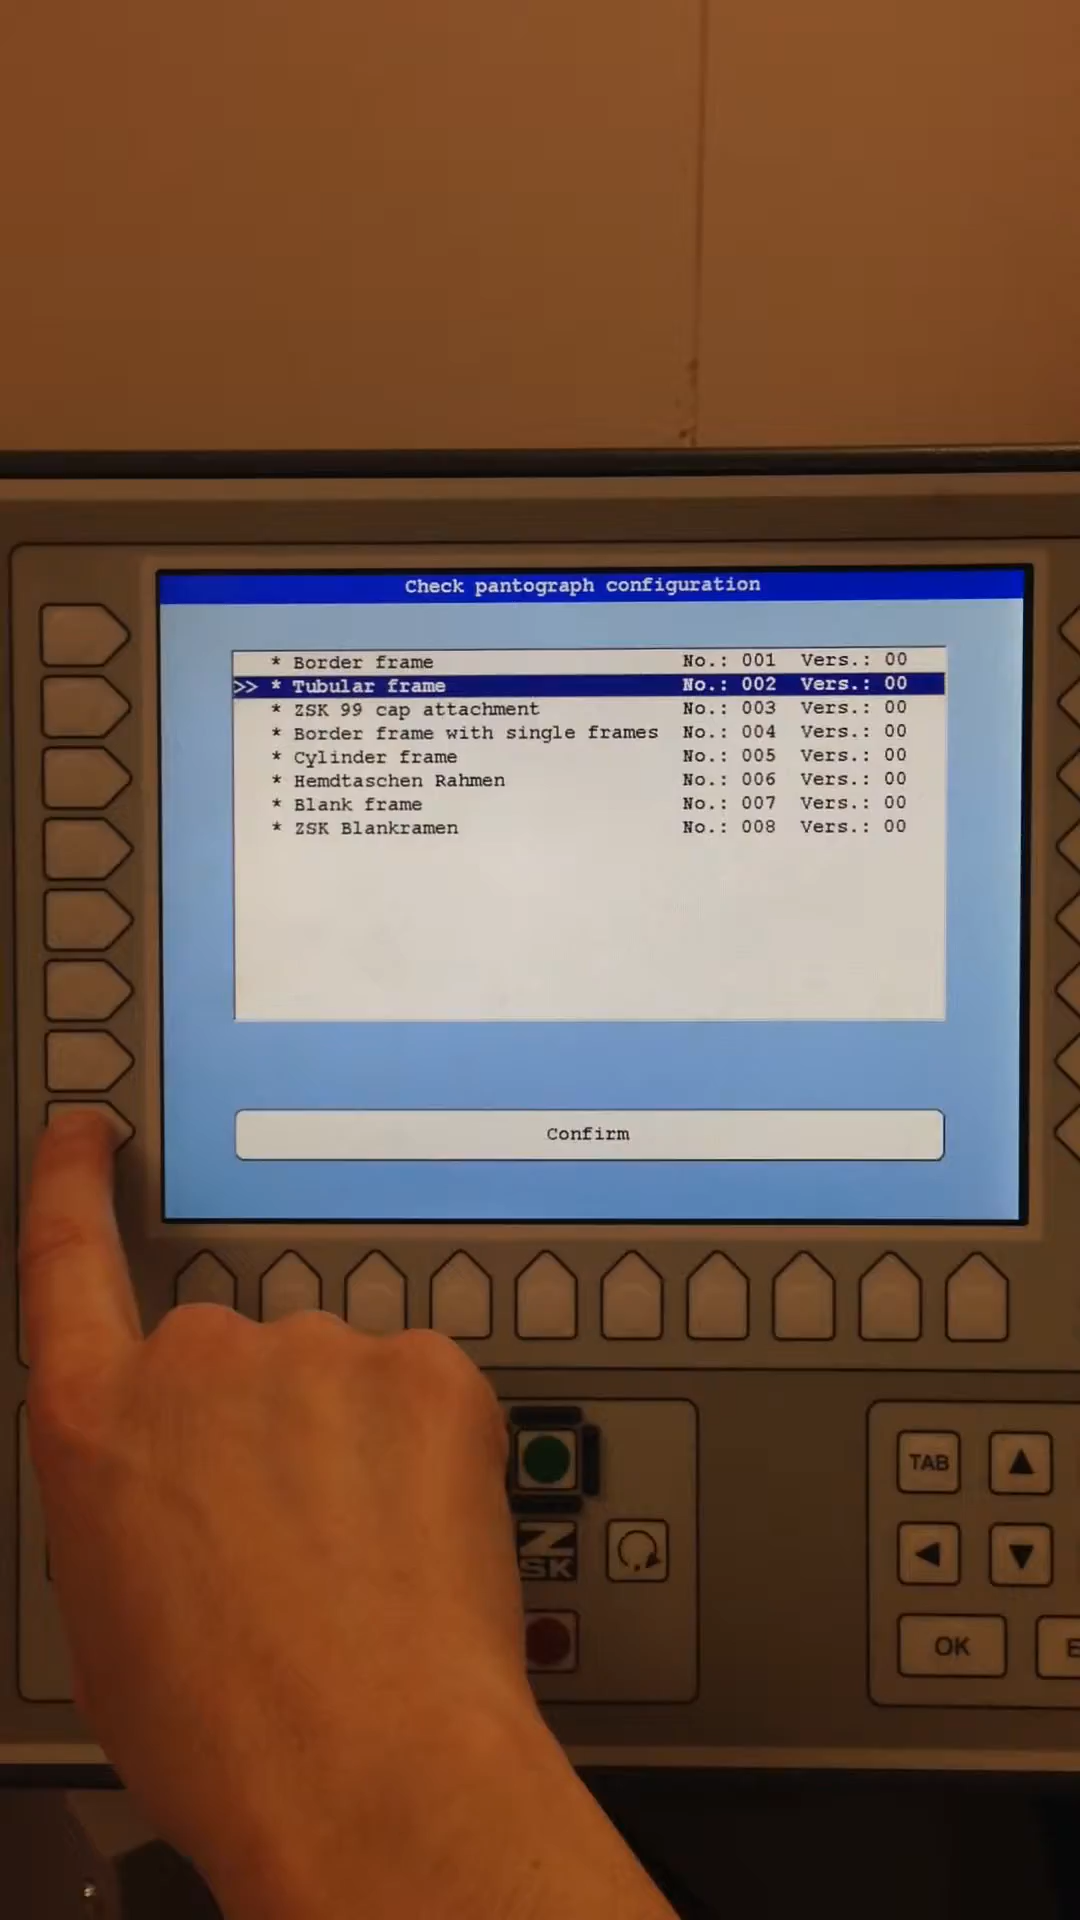 Check pantograph configuration
* Border frame No.: 001 Vers.: 00
>> * Tubular frame No.: 002 Vers.: 00
* ZSK 99 cap attachment No.: 003 Vers.: 00
* Border frame with single frames No.: 004 Vers.: 00
* Cylinder frame No.: 005 Vers.: 00
* Hemdtaschen Rahmen No.: 006 Vers.: 00
* Blank frame No.: 007 Vers.: 00
* ZSK Blankramen No.: 008 Vers.: 00
Confirm
TAB
ZSK
OK